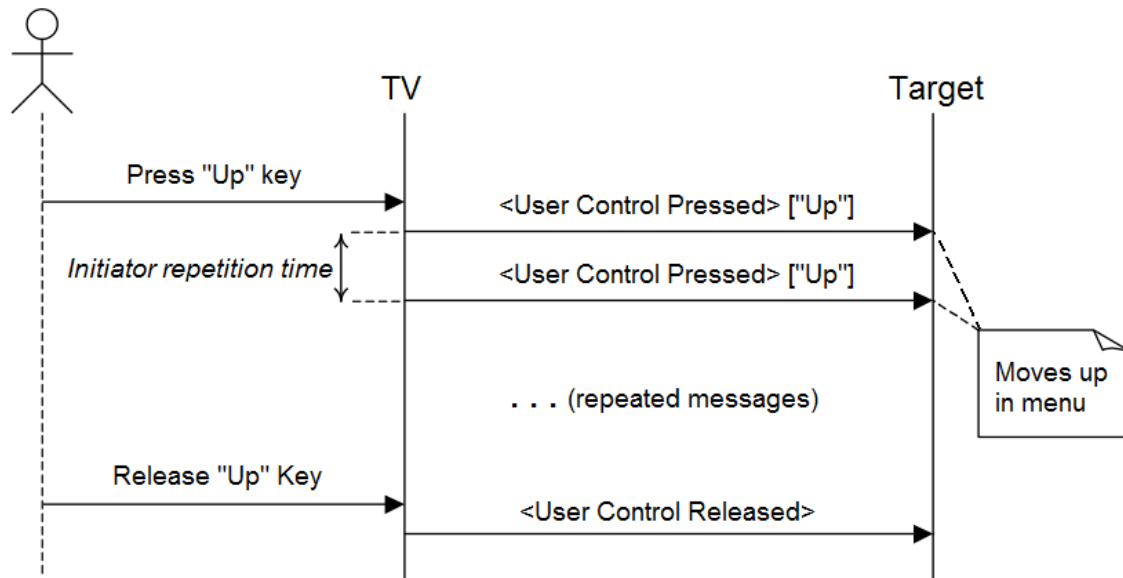 TV
Target
Press "Up" key
<User Control Pressed> ["Up"]
Initiator repetition time
<User Control Pressed> ["Up"]
Moves up
in menu
. . . (repeated messages)
Release "Up" Key
<User Control Released>